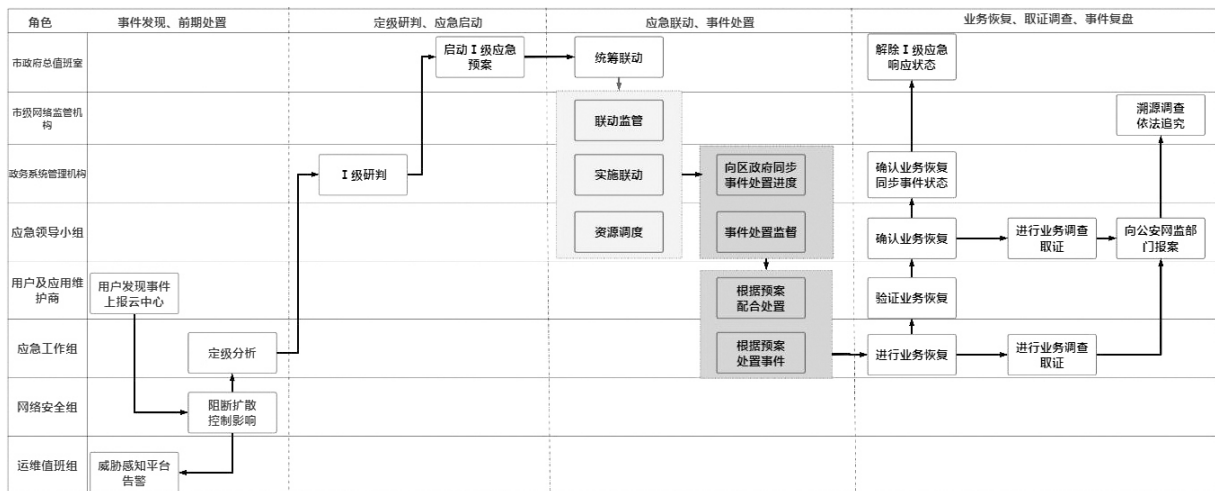 角色
事件发现、前期处置
定级研判、应急启动
应急联动、事件处置
业务恢复、取证调查、事件复盘
市政府总值班室
启动Ⅰ级应急
预案
统筹联动
解除Ⅰ级应急
响应状态
市级网络监管机
构
联动监管
溯源调查
依法追究
政务系统管理机构
Ⅰ级研判
实施联动
向区政府同步
事件处置进度
确认业务恢复
同步事件状态
应急领导小组
资源调度
事件处置监督
确认业务恢复
进行业务调查
取证
向公安网监部
门报案
用户及应用维
护商
用户发现事件
上报云中心
根据预案
配合处置
验证业务恢复
应急工作组
定级分析
根据预案
处置事件
进行业务恢复
进行业务调查
取证
网络安全组
阻断扩散
控制影响
运维值班组
威胁感知平台
告警